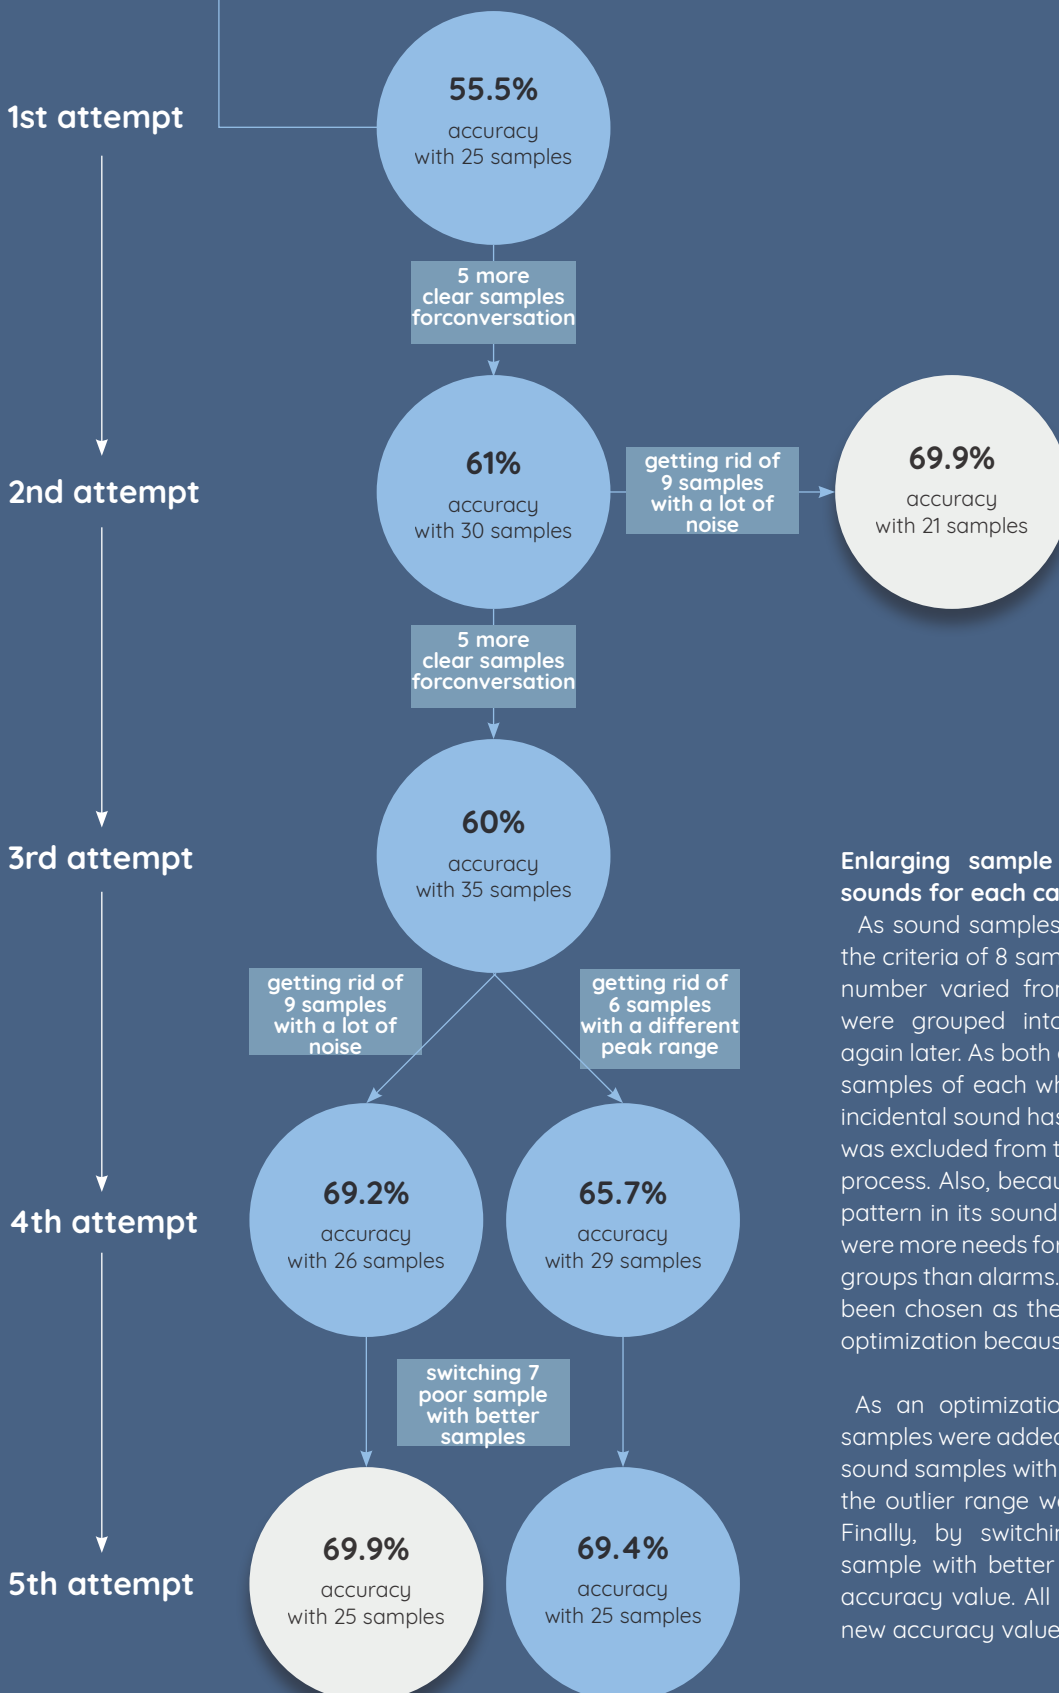 1st attempt
55.5%
accuracy
with 25 samples
5 more
clear samples
forconversation
2nd attempt
61%
accuracy
with 30 samples
getting rid of
9 samples
with a lot of
noise
69.9%
accuracy
with 21 samples
5 more
clear samples
forconversation
3rd attempt
60%
accuracy
with 35 samples
getting rid of
9 samples
with a lot of
noise
getting rid of
6 samples
with a different
peak range
4th attempt
69.2%
accuracy
with 26 samples
65.7%
accuracy
with 29 samples
switching 7
poor sample
with better
samples
5th attempt
69.9%
accuracy
with 25 samples
69.4%
accuracy
with 25 samples
Enlarging sample
sounds for each ca
As sound samples
the criteria of 8 sam
number varied fro
were grouped into
again later. As both
samples of each wh
incidental sound has
was excluded from t
process. Also, becau
pattern in its sound
were more needs for
groups than alarms.
been chosen as the
optimization becaus
As an optimizatio
samples were added
sound samples with
the outlier range w
Finally, by switchin
sample with better
accuracy value. All
new accuracy value